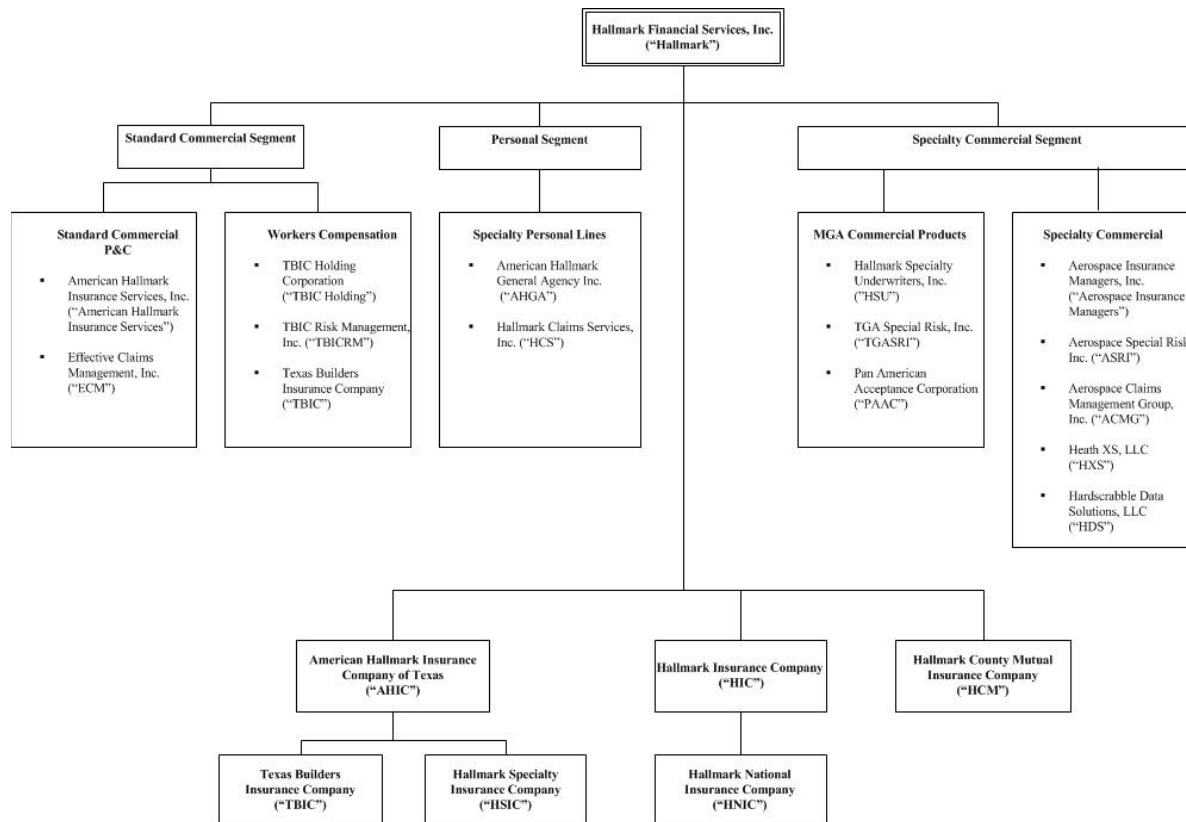 Hallmark Financial Services, Inc.
(“Hallmark”)
Standard Commercial Segment
Personal Segment
Specialty Commercial Segment
Standard Commercial
P&C
▪ American Hallmark
Insurance Services, Inc.
(“American Hallmark
Insurance Services”)
▪ Effective Claims
Management, Inc.
(“ECM”)
Workers Compensation
▪ TBIC Holding
Corporation
(“TBIC Holding”)
▪ TBIC Risk Management,
Inc. (“TBICRM”)
▪ Texas Builders
Insurance Company
(“TBIC”)
Specialty Personal Lines
▪ American Hallmark
General Agency Inc.
(“AHGA”)
▪ Hallmark Claims Services,
Inc. (“HCS”)
MGA Commercial Products
▪ Hallmark Specialty
Underwriters, Inc.
(“HSU”)
▪ TGA Special Risk, Inc.
(“TGASRI”)
▪ Pan American
Acceptance Corporation
(“PAAC”)
Specialty Commercial
▪ Aerospace Insurance
Managers, Inc.
(“Aerospace Insurance
Managers”)
▪ Aerospace Special Risk
Inc. (“ASRI”)
▪ Aerospace Claims
Management Group,
Inc. (“ACMG”)
▪ Heath XS, LLC
(“HXS”)
▪ Hardscrabble Data
Solutions, LLC
(“HDS”)
American Hallmark Insurance
Company of Texas
(“AHIC”)
Hallmark Insurance Company
(“HIC”)
Hallmark County Mutual
Insurance Company
(“HCM”)
Texas Builders
Insurance Company
(“TBIC”)
Hallmark Specialty
Insurance Company
(“HSIC”)
Hallmark National
Insurance Company
(“HNIC”)